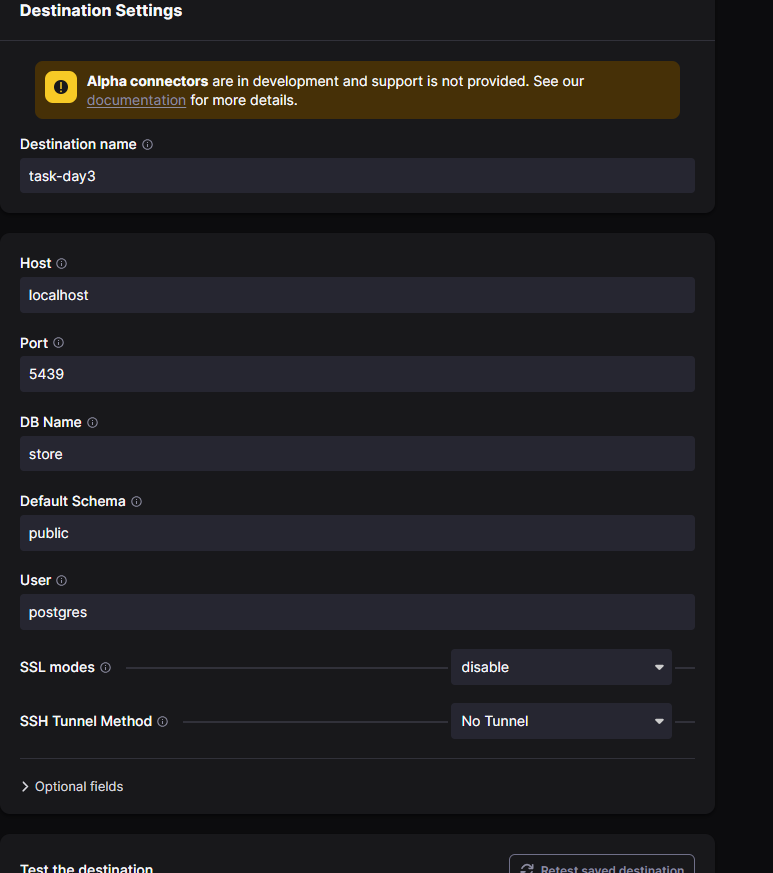 Destination Settings
Alpha connectors are in development and support is not provided. See our
documentation for more details.
Destination name
task-day3
Host
localhost
Port
5439
DB Name
store
Default Schema
public
User
postgres
SSL modes
disable
SSH Tunnel Method
No Tunnel
Optional fields
Test the destination
Retest saved destination